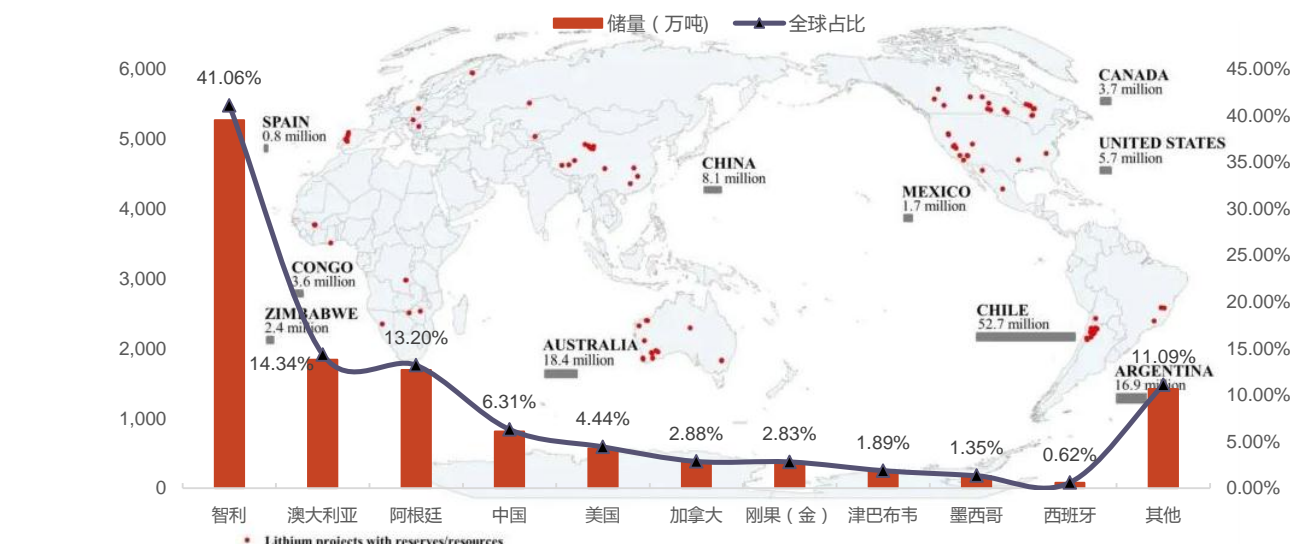 储量（万吨) 全球占比
6,000
5,000
4,000
3,000
2,000
1,000
0
45.00%
40.00%
35.00%
30.00%
25.00%
20.00%
15.00%
10.00%
5.00%
0.00%
41.06%
14.34%
13.20%
6.31%
4.44%
2.88%
2.83%
1.89%
1.35%
0.62%
11.09%
SPAIN
0.8 million
CONGO
3.6 million
ZIMBABWE
2.4 million
AUSTRALIA
18.4 million
CHINA
8.1 million
MEXICO
1.7 million
CANADA
3.7 million
UNITED STATES
5.7 million
CHILE
52.7 million
ARGENTINA
16.9 million
智利 澳大利亚 阿根廷 中国 美国 加拿大 刚果（金） 津巴布韦 墨西哥 西班牙 其他
Lithium projects with reserves/resources